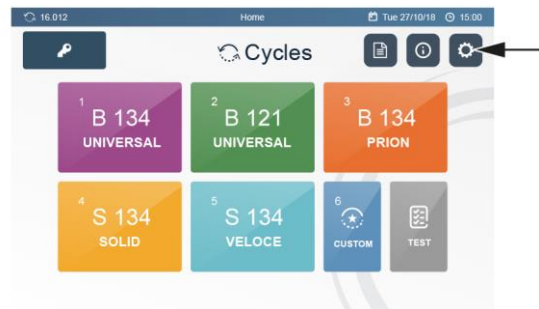 16.012
Home
Tue 27/10/18
15:00
Cycles
1
B 134
UNIVERSAL
2
B 121
UNIVERSAL
3
B 134
PRION
4
S 134
SOLID
5
S 134
VELOCE
6
CUSTOM
TEST